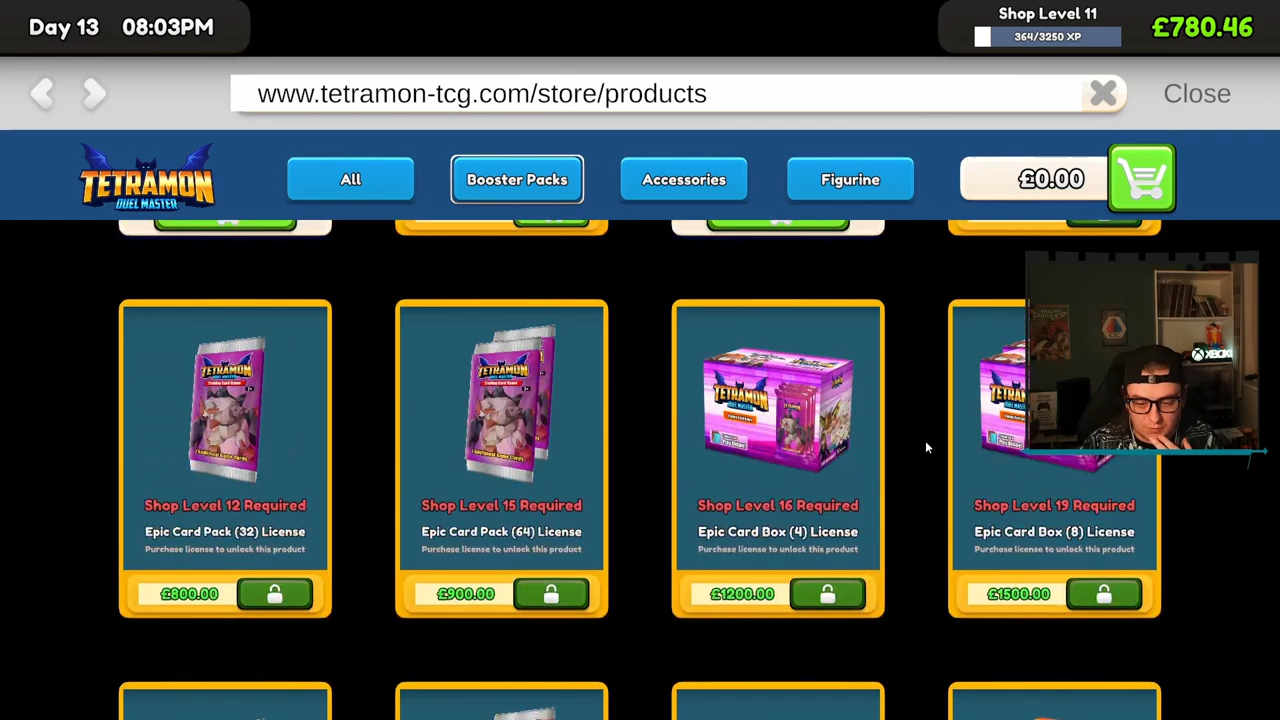 Day 13 08:03PM
Shop Level 11
364/3250 XP
£780.46
www.tetramon-tcg.com/store/products
Close
TETRAMON
DUEL MASTER
All
Booster Packs
Accessories
Figurine
£0.00
TETRAMON
TETRAMON
TETRAMON
XBOX
Shop Level 12 Required
Epic Card Pack (32) License
Purchase license to unlock this product
£800.00
Shop Level 15 Required
Epic Card Pack (64) License
Purchase license to unlock this product
£900.00
Shop Level 16 Required
Epic Card Box (4) License
Purchase license to unlock this product
£1200.00
Shop Level 19 Required
Epic Card Box (8) License
Purchase license to unlock this product
£1500.00